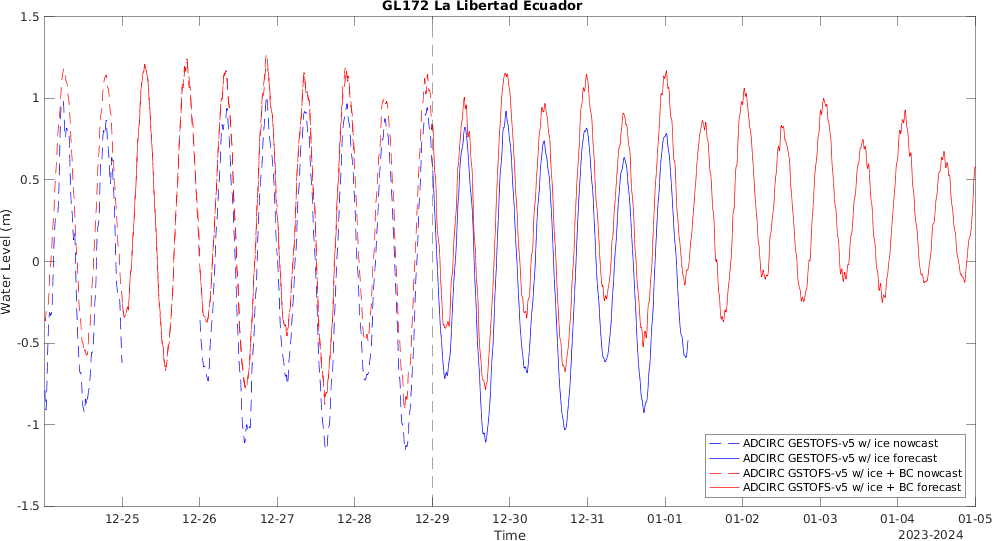 GL172 La Libertad Ecuador
1.5
1
0.5
0
-0.5
-1
-1.5
Water Level (m)
12-25 12-26 12-27 12-28 12-29 12-30 12-31 01-01 01-02 01-03 01-04 01-05
Time
2023-2024
ADCIRC GESTOFS-v5 w/ ice nowcast
ADCIRC GESTOFS-v5 w/ ice forecast
ADCIRC GSTOFS-v5 w/ ice + BC nowcast
ADCIRC GSTOFS-v5 w/ ice + BC forecast